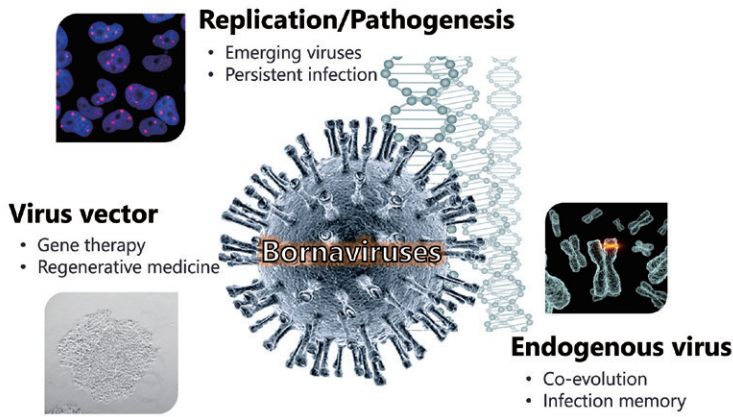 Replication/Pathogenesis
• Emerging viruses
• Persistent infection
Virus vector
• Gene therapy
• Regenerative medicine
Bornaviruses
Endogenous virus
• Co-evolution
• Infection memory